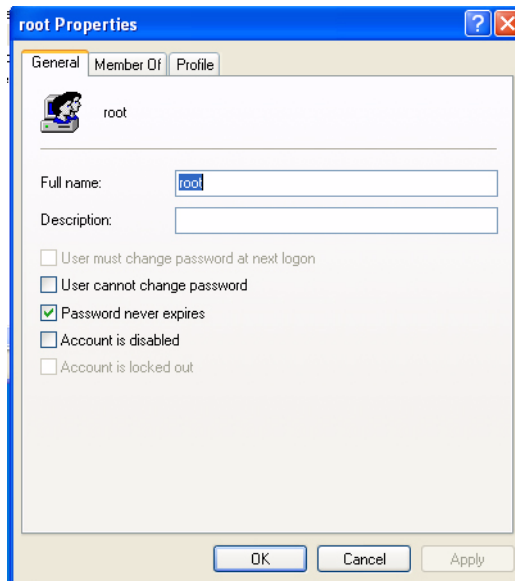 root Properties
General Member Of Profile
root
Full name: root
Description:
User must change password at next logon
User cannot change password
Password never expires
Account is disabled
Account is locked out
OK Cancel Apply